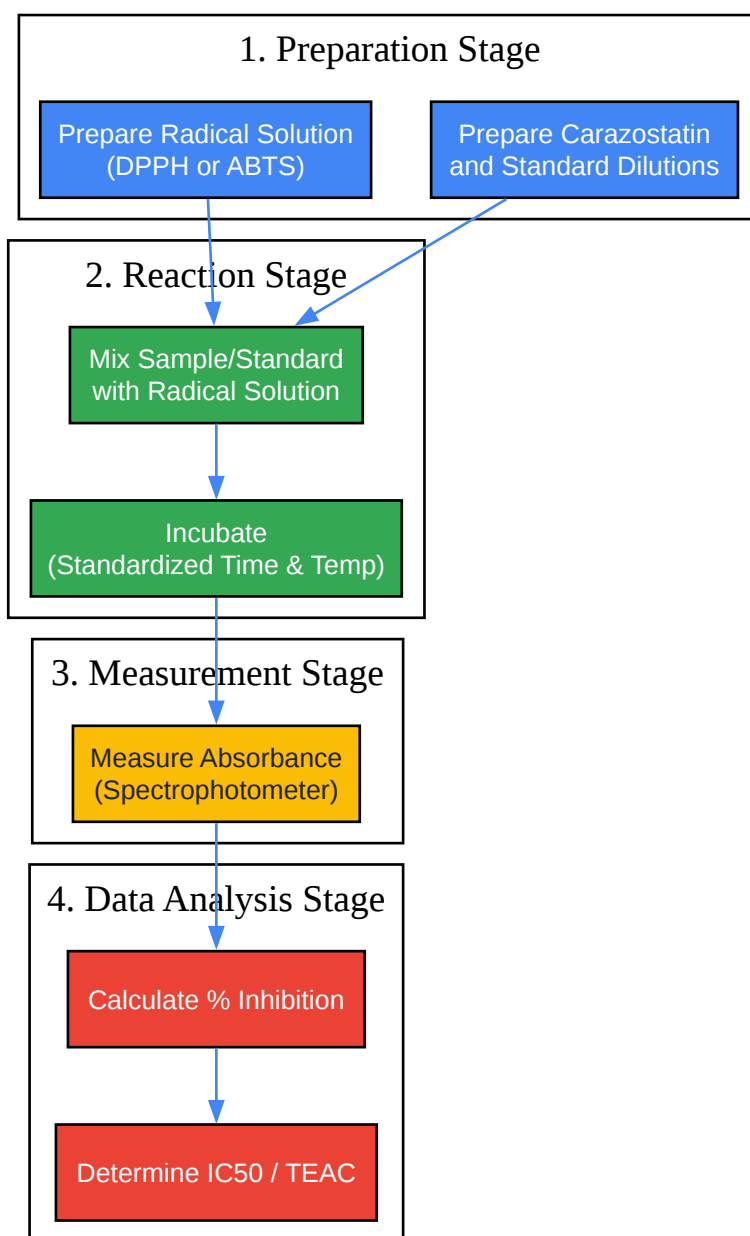 1. Preparation Stage
Prepare Radical Solution
(DPPH or ABTS)
Prepare Carazostatin
and Standard Dilutions
2. Reaction Stage
Mix Sample/Standard
with Radical Solution
Incubate
(Standardized Time & Temp)
3. Measurement Stage
Measure Absorbance
(Spectrophotometer)
4. Data Analysis Stage
Calculate % Inhibition
Determine IC50 / TEAC